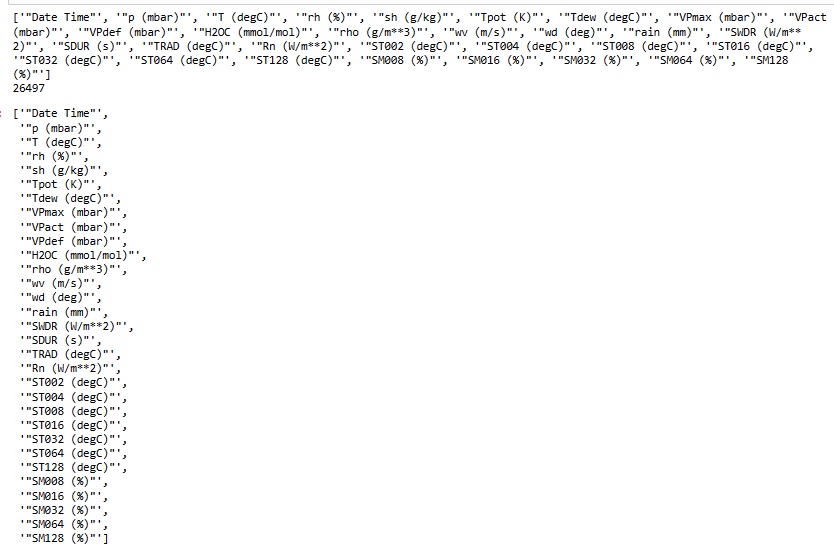 ['"Date Time"', '"p (mbar)"', '"T (degC)"', '"rh (%)"', '"sh (g/kg)"', '"Tpot (K)"', '"Tdew (degC)"', '"VPmax (mbar)"', '"VPact
(mbar)"', '"VPdef (mbar)"', '"H2OC (mmol/mol)"', '"rho (g/m**3)"', '"wv (m/s)"', '"wd (deg)"', '"rain (mm)"', '"SWDR (W/m**
2)"', '"SDUR (s)"', '"TRAD (degC)"', '"Rn (W/m**2)"', '"ST002 (degC)"', '"ST004 (degC)"', '"ST008 (degC)"', '"ST016 (degC)"',
'"ST032 (degC)"', '"ST064 (degC)"', '"ST128 (degC)"', '"SM008 (%)"', '"SM016 (%)"', '"SM032 (%)"', '"SM064 (%)"', '"SM128
(%)"']
26497
['"Date Time"',
'"p (mbar)"',
'"T (degC)"',
'"rh (%)"',
'"sh (g/kg)"',
'"Tpot (K)"',
'"Tdew (degC)"',
'"VPmax (mbar)"',
'"VPact (mbar)"',
'"VPdef (mbar)"',
'"H2OC (mmol/mol)"',
'"rho (g/m**3)"',
'"wv (m/s)"',
'"wd (deg)"',
'"rain (mm)"',
'"SWDR (W/m**2)"',
'"SDUR (s)"',
'"TRAD (degC)"',
'"Rn (W/m**2)"',
'"ST002 (degC)"',
'"ST004 (degC)"',
'"ST008 (degC)"',
'"ST016 (degC)"',
'"ST032 (degC)"',
'"ST064 (degC)"',
'"ST128 (degC)"',
'"SM008 (%)"',
'"SM016 (%)"',
'"SM032 (%)"',
'"SM064 (%)"',
'"SM128 (%)"']